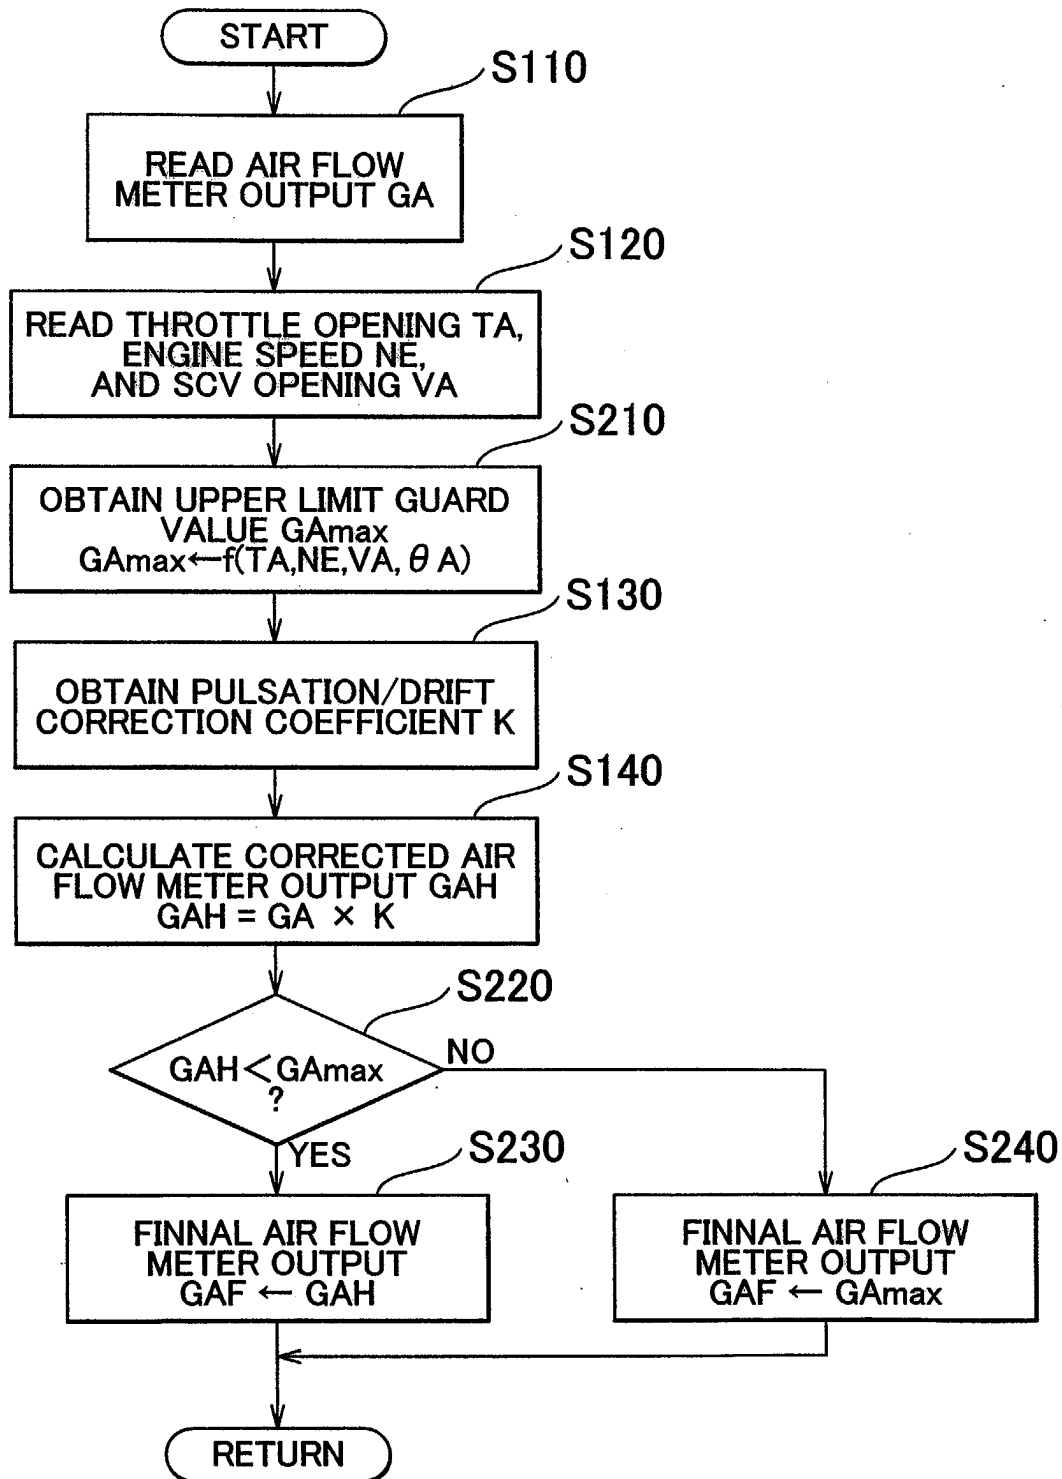 START
S110
READ AIR FLOW
METER OUTPUT GA
S120
READ THROTTLE OPENING TA,
ENGINE SPEED NE,
AND SCV OPENING VA
S210
OBTAIN UPPER LIMIT GUARD
VALUE GAmax
GAmax←f(TA,NE,VA, θ A)
S130
OBTAIN PULSATION/DRIFT
CORRECTION COEFFICIENT K
S140
CALCULATE CORRECTED AIR
FLOW METER OUTPUT GAH
GAH = GA × K
S220
GAH<GAmax
?
NO
YES
S230
FINNAL AIR FLOW
METER OUTPUT
GAF ← GAH
S240
FINNAL AIR FLOW
METER OUTPUT
GAF ← GAmax
RETURN